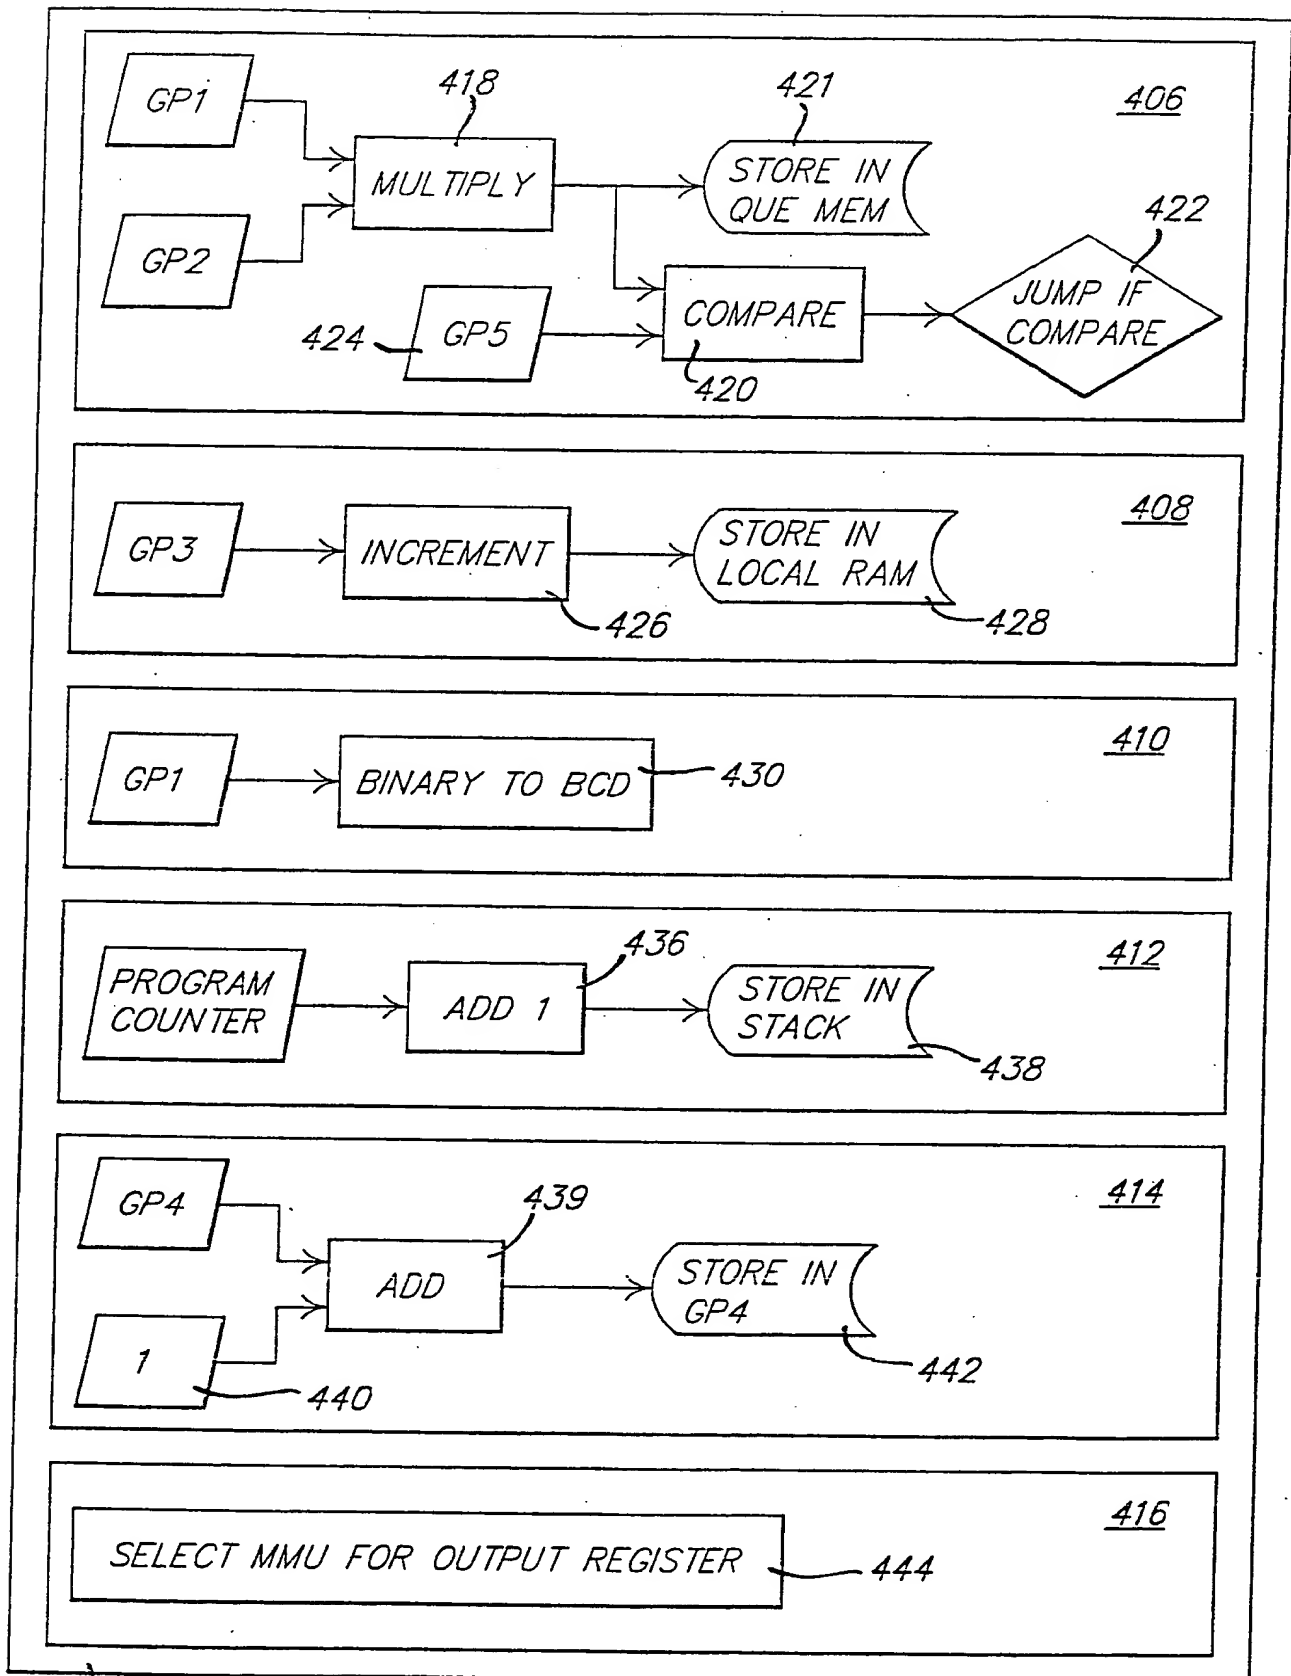 GP1
418
421
406
MULTIPLY
STORE IN
QUE MEM
422
GP2
JUMP IF
COMPARE
424
GP5
COMPARE
420
408
GP3
INCREMENT
STORE IN
LOCAL RAM
426
428
410
GP1
BINARY TO BCD
430
436
412
PROGRAM
COUNTER
ADD 1
STORE IN
STACK
438
414
GP4
439
ADD
STORE IN
GP4
1
440
442
416
SELECT MMU FOR OUTPUT REGISTER
444